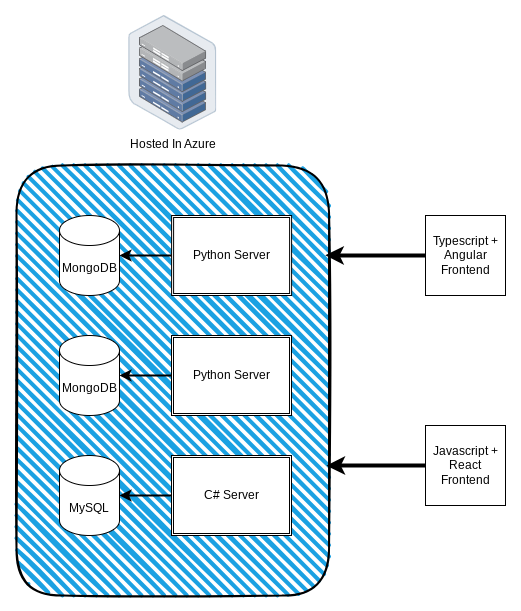 Hosted In Azure
MongoDB
Python Server
Typescript +
Angular
Frontend
MongoDB
Python Server
Javascript +
React
Frontend
MySQL
C# Server